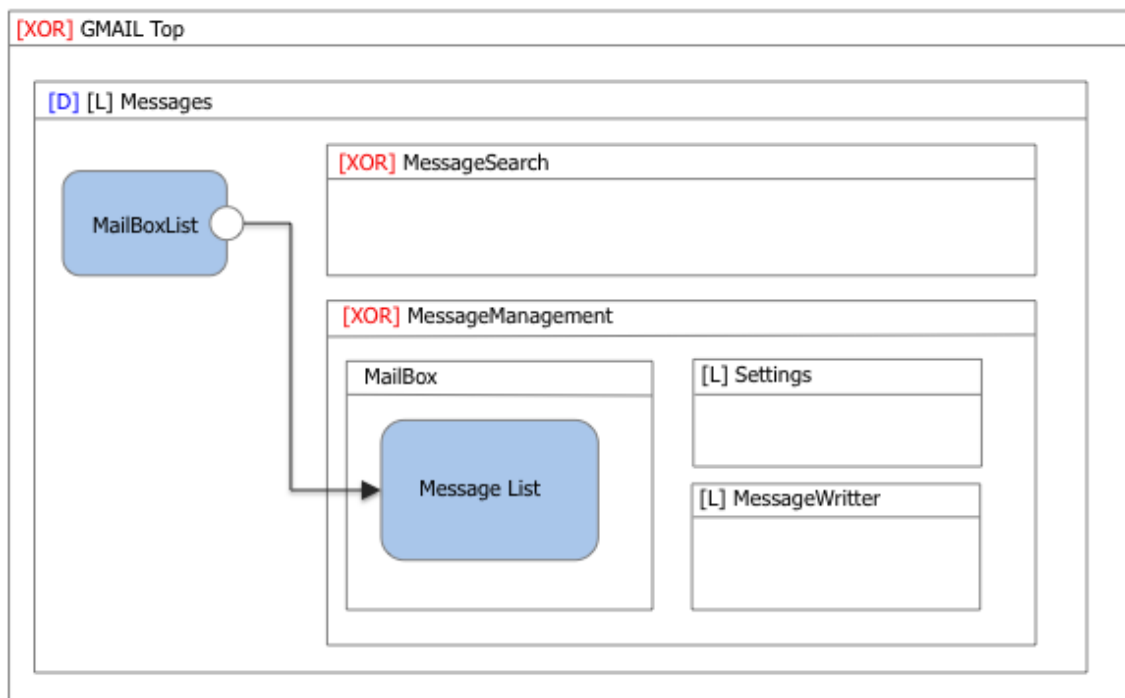 [XOR] GMAIL Top
[D] [L] Messages
MailBoxList
[XOR] MessageSearch
[XOR] MessageManagement
MailBox
Message List
[L] Settings
[L] MessageWritter